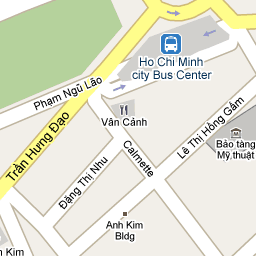 Ho Chi Minh
city Bus Center
Phạm Ngũ Lão
Vân Cảnh
Trần Hưng Đạo
Calmette
Lê Thị Hồng Gấm
Bảo tàng
Mỹ thuật
Đặng Thị Nhu
Anh Kim
Bldg
h Kim